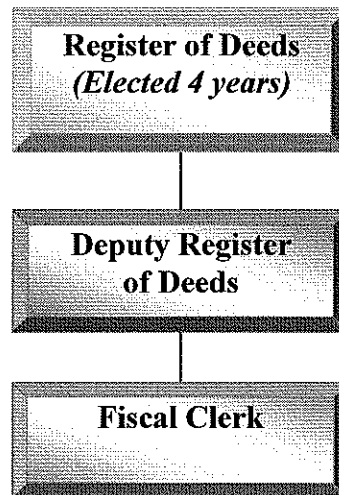 Register of Deeds
(Elected 4 years)
Deputy Register
of Deeds
Fiscal Clerk